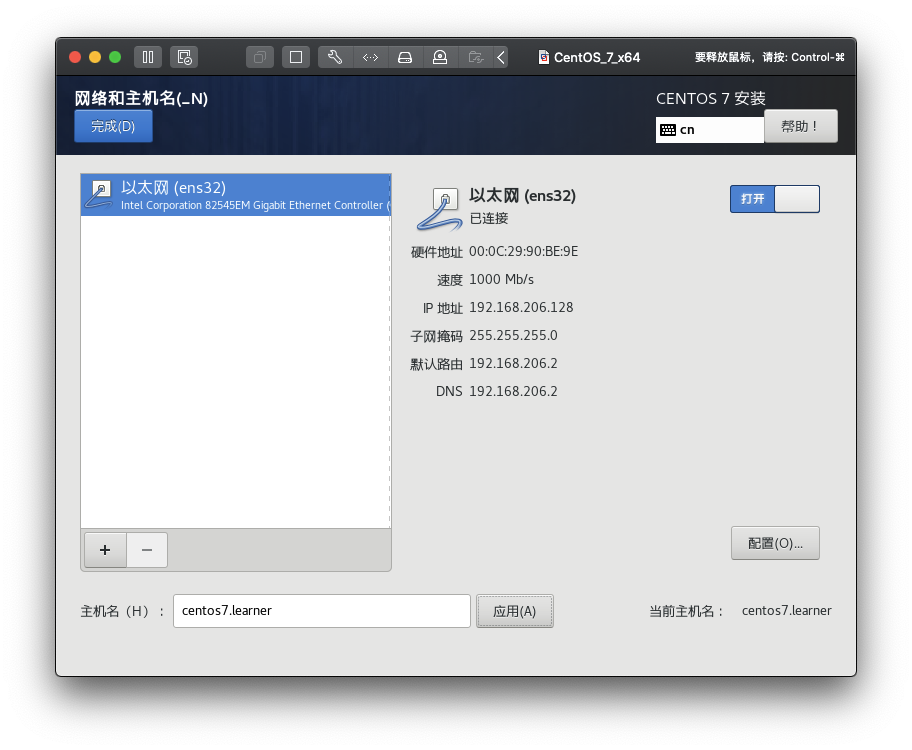 CentOS_7_x64
要释放鼠标，请按: Control-⌘
网络和主机名(_N)
CENTOS 7 安装
完成(D)
cn
帮助！
以太网 (ens32)
Intel Corporation 82545EM Gigabit Ethernet Controller (
以太网 (ens32)
已连接
打开
硬件地址 00:0C:29:90:BE:9E
速度 1000 Mb/s
IP 地址 192.168.206.128
子网掩码 255.255.255.0
默认路由 192.168.206.2
DNS 192.168.206.2
+ −
配置(O)...
主机名（H）： centos7.learner 应用(A) 当前主机名： centos7.learner